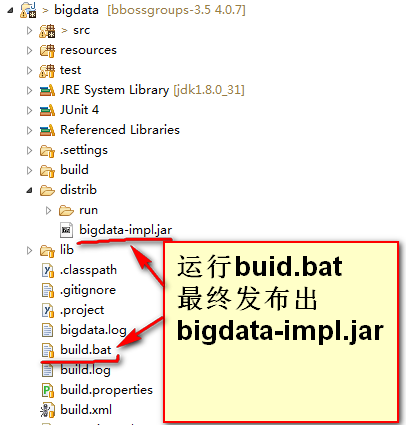 > bigdata [bbossgroups-3.5 4.0.7]
> src
resources
test
JRE System Library [jdk1.8.0_31]
JUnit 4
Referenced Libraries
.settings
build
distrib
run
bigdata-impl.jar
lib
.classpath
.gitignore
.project
bigdata.log
build.bat
build.log
build.properties
build.xml
运行buid.bat
最终发布出
bigdata-impl.jar